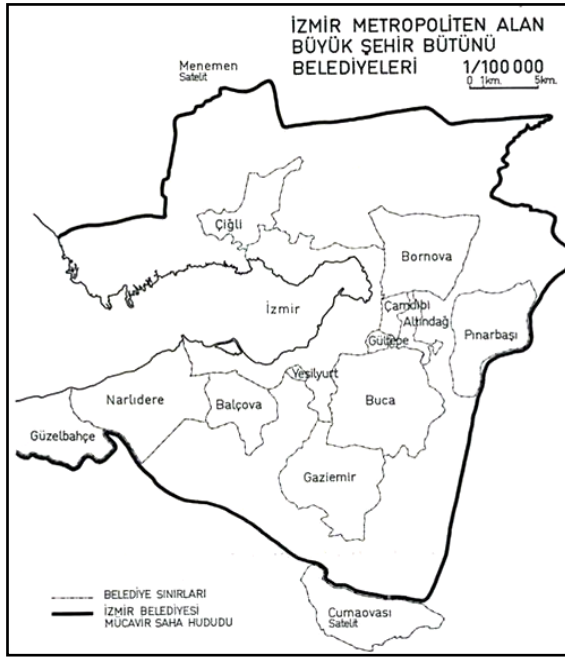 İZMİR METROPOLİTEN ALAN
BÜYÜK ŞEHİR BÜTÜNÜ
BELEDİYELERİ
1/100 000
0 1km. 5km.
Menemen
Satelit
Çiğli
Bornova
İzmir
Çamdibi
Altındağ
Gültepe
Pınarbaşı
Yeşilyurt
Narlıdere
Balçova
Buca
Güzelbahçe
Gaziemir
Cumaovası
Satelit
BELEDİYE SINIRLARI
İZMİR BELEDİYESİ
MÜCAVİR SAHA HUDUDU